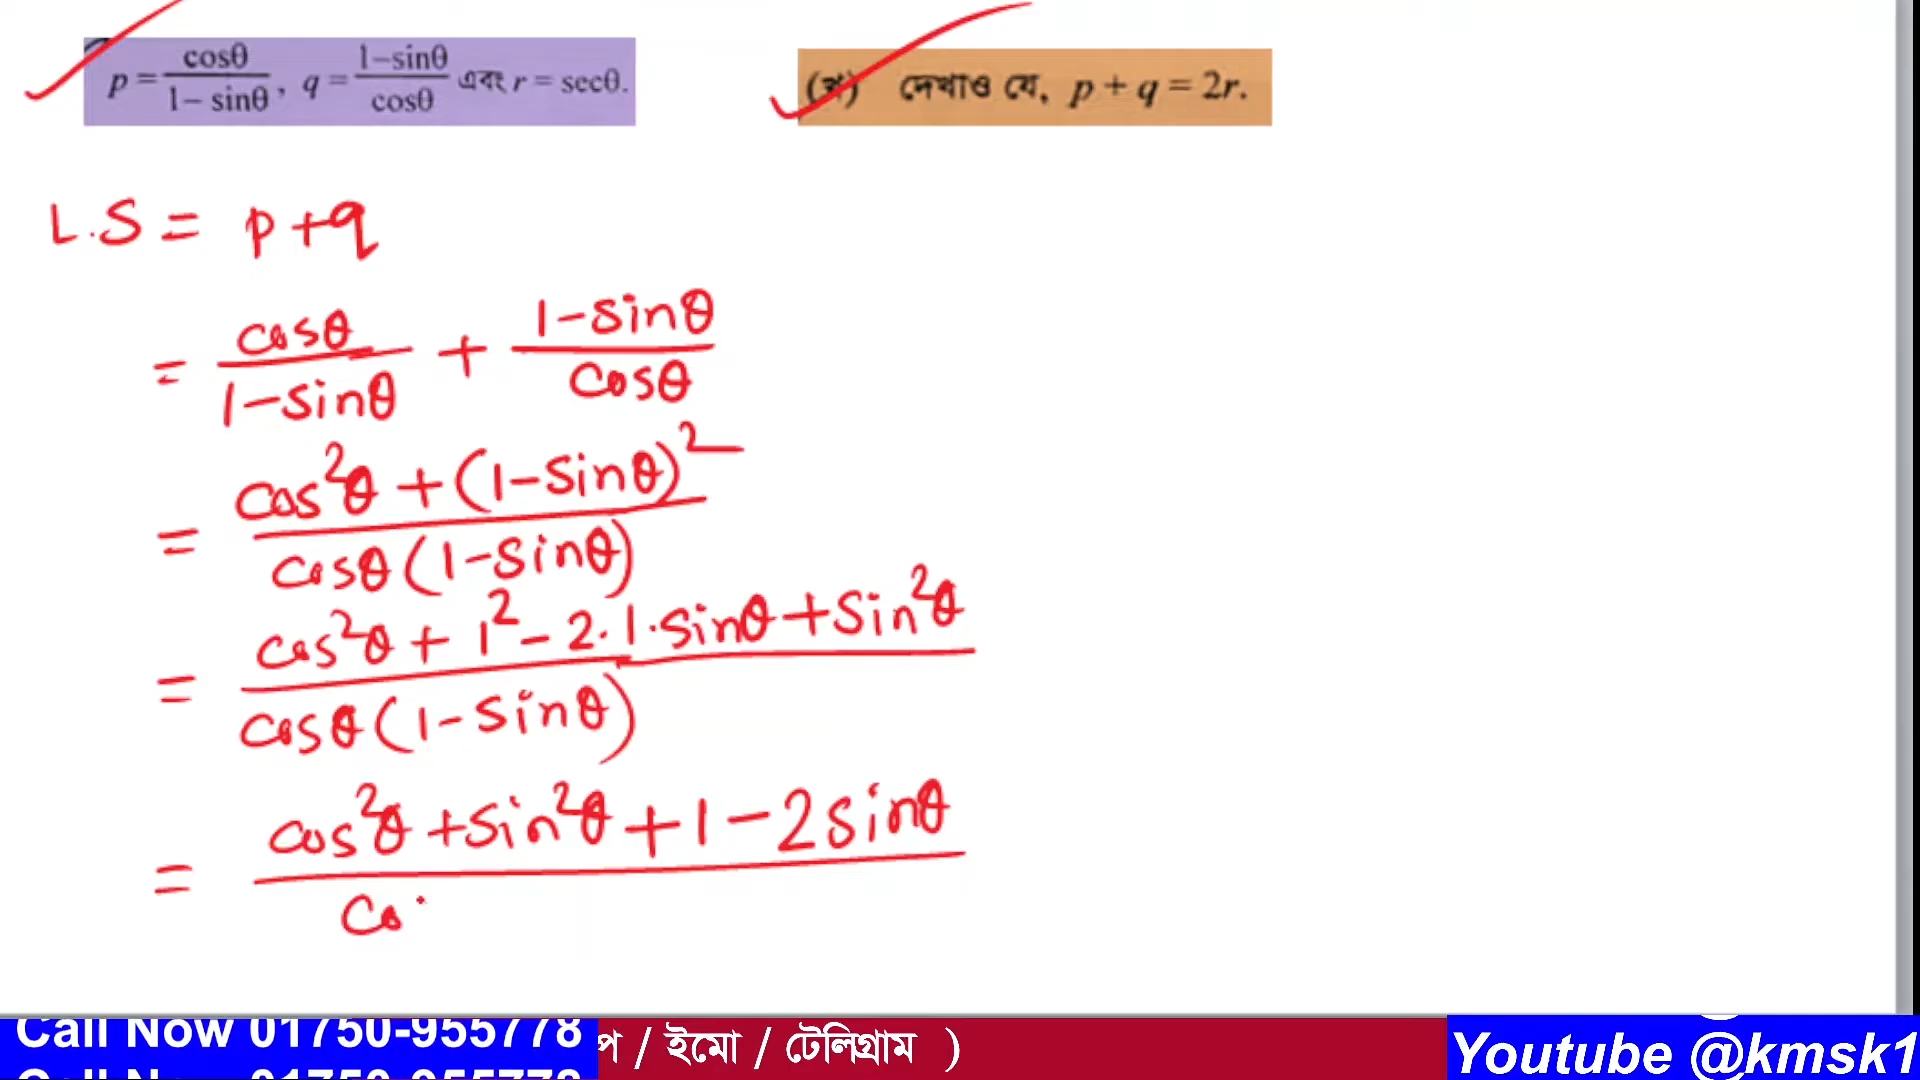 p = cosθ / 1– sinθ , q = 1–sinθ / cosθ এবং r = secθ.
(খ) দেখাও যে, p + q = 2r.
L.S = p+q
= cosθ / 1-sinθ + 1-sinθ / cosθ
= cos²θ + (1-sinθ)² / cosθ (1-sinθ)
= cos²θ + 1² - 2.1.sinθ + sin²θ / cosθ (1-sinθ)
= cos²θ + sin²θ + 1 - 2sinθ / cos
Call Now 01750-955778
প / ইমো / টেলিগ্রাম )
Youtube @kmsk1